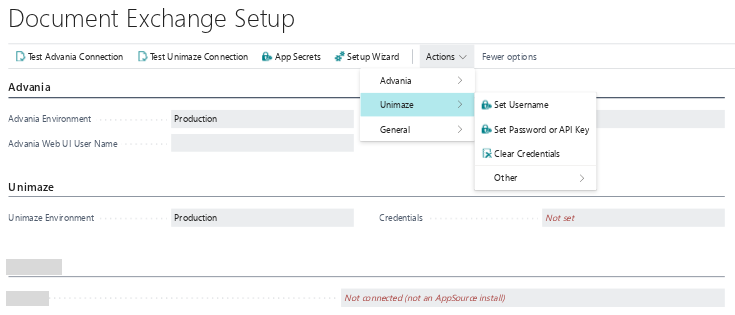 Document Exchange Setup
Test Advania Connection Test Unimaze Connection App Secrets Setup Wizard Actions Fewer options
Advania
Unimaze
General
Set Username
Set Password or API Key
Clear Credentials
Other
Advania
Advania Environment Production
Advania Web UI User Name
Unimaze
Unimaze Environment Production Credentials Not set
Not connected (not an AppSource install)